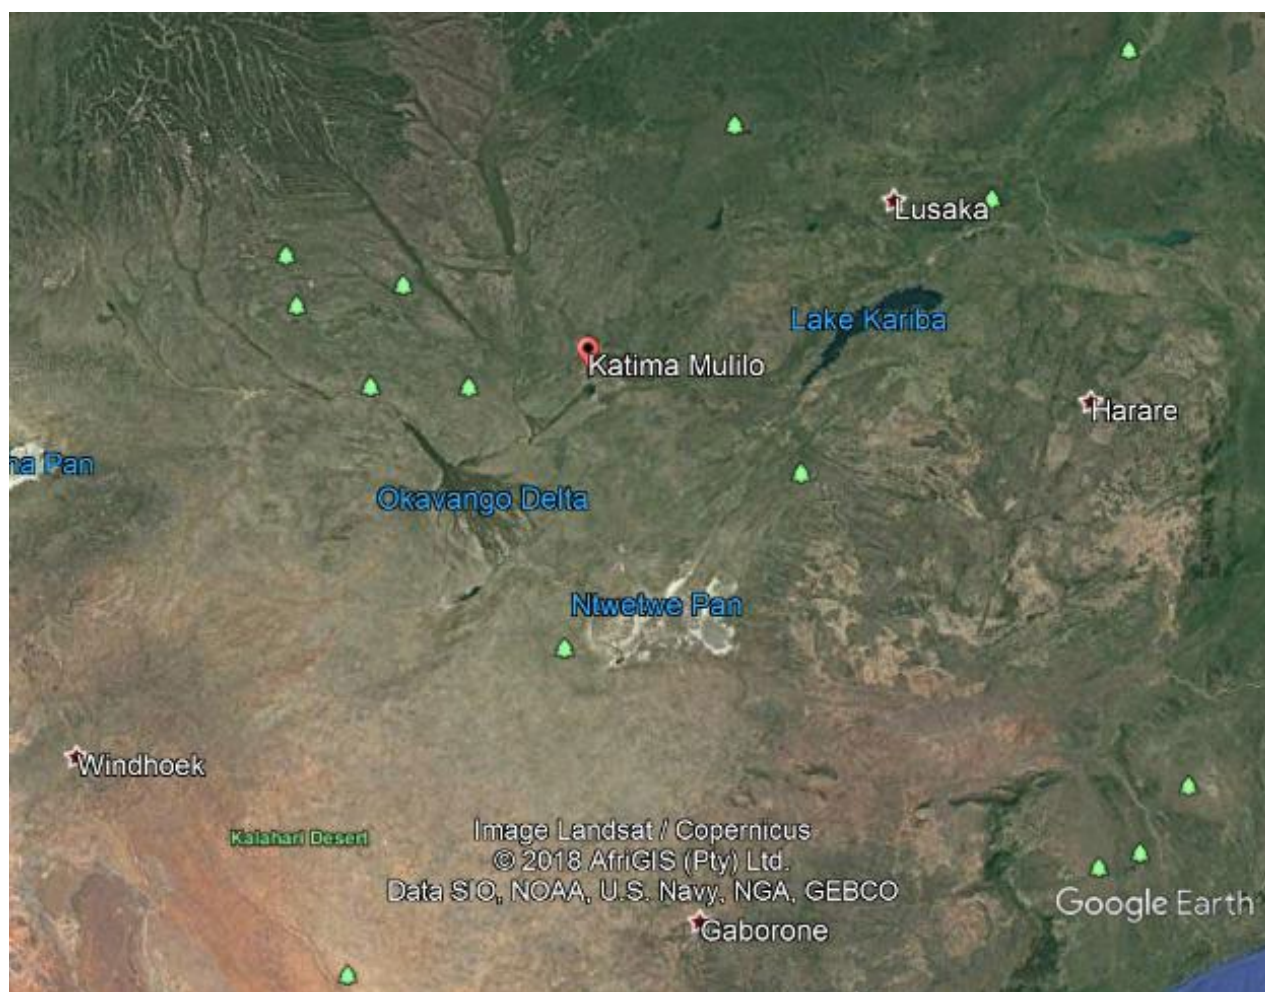 Lusaka
Lake Kariba
Katima Mulilo
Harare
na Pan
Okavango Delta
Ntwetwe Pan
Windhoek
Kalahari Desert
Image Landsat / Copernicus
© 2018 AfriGIS (Pty) Ltd.
Data SIO, NOAA, U.S. Navy, NGA, GEBCO
Google Earth
Gaborone